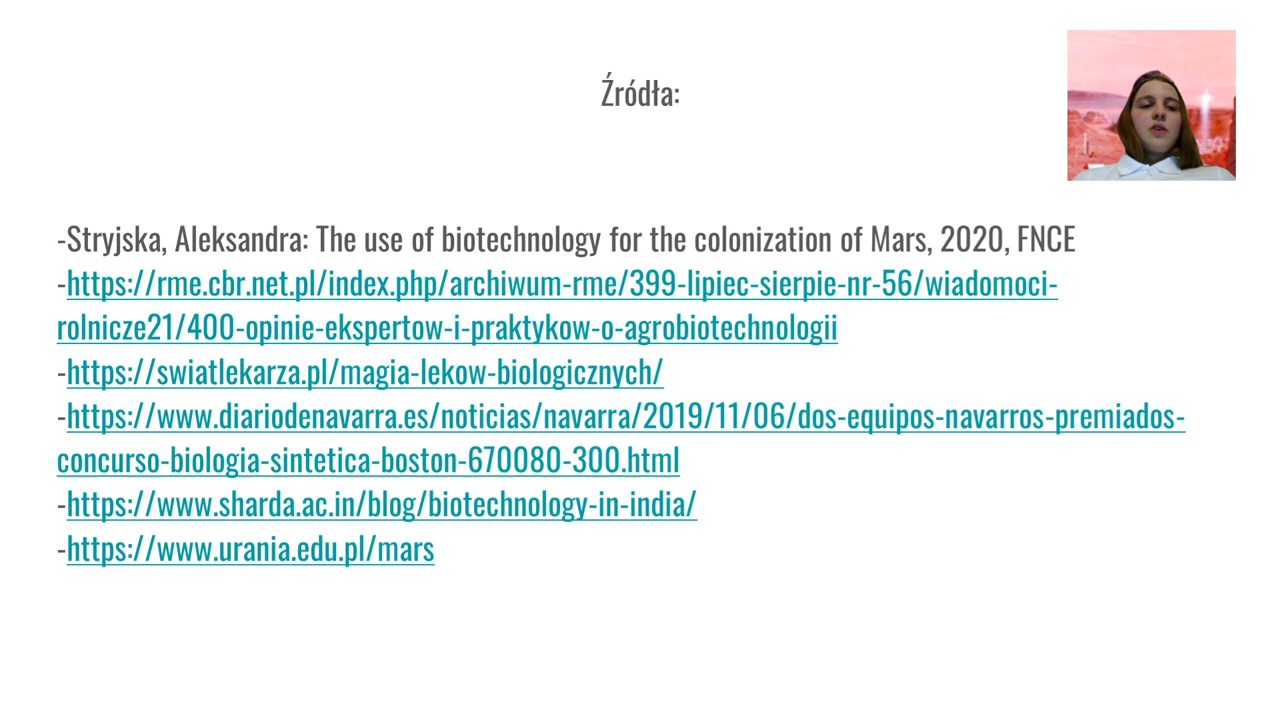 Źródła:
-Stryjska, Aleksandra: The use of biotechnology for the colonization of Mars, 2020, FNCE
-https://rme.cbr.net.pl/index.php/archiwum-rme/399-lipiec-sierpie-nr-56/wiadomoci-
rolnicze21/400-opinie-ekspertow-i-praktykow-o-agrobiotechnologii
-https://swiatlekarza.pl/magia-lekow-biologicznych/
-https://www.diariodenavarra.es/noticias/navarra/2019/11/06/dos-equipos-navarros-premiados-
concurso-biologia-sintetica-boston-670080-300.html
-https://www.sharda.ac.in/blog/biotechnology-in-india/
-https://www.urania.edu.pl/mars